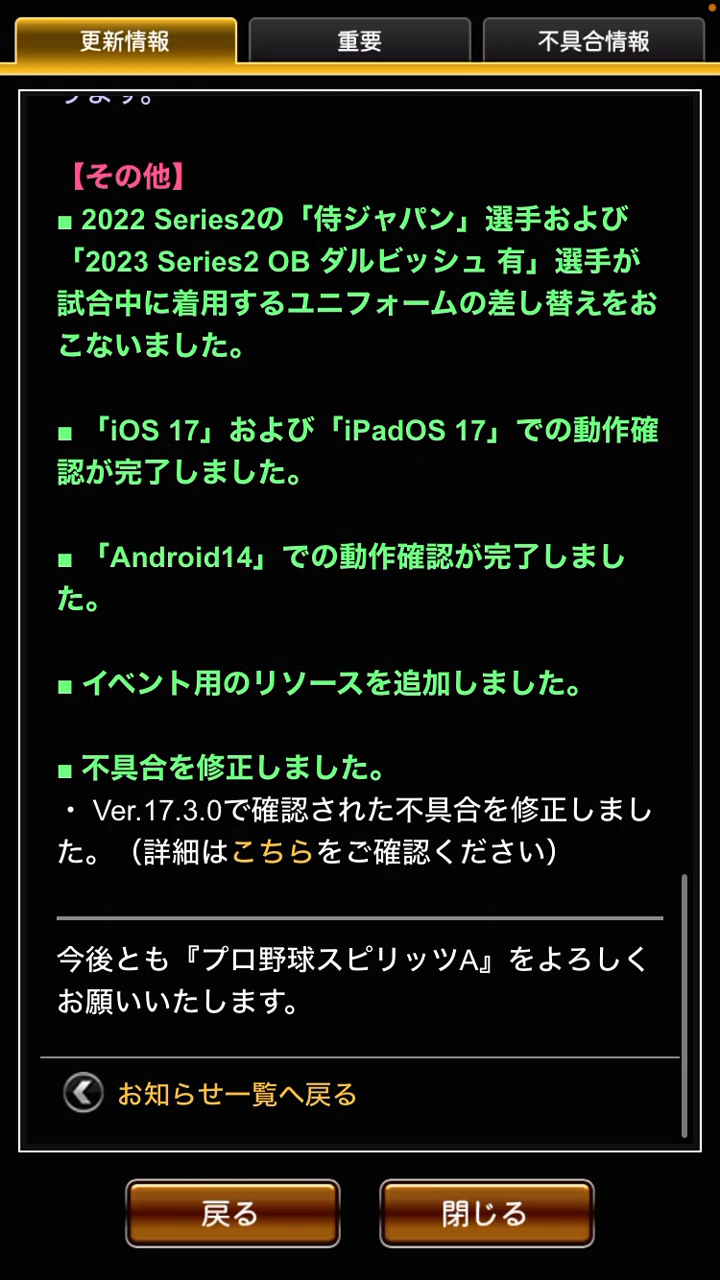 更新情報
重要
不具合情報
ります。
【その他】
■ 2022 Series2の「侍ジャパン」選手および
「2023 Series2 OB ダルビッシュ 有」選手が
試合中に着用するユニフォームの差し替えをお
こないました。
■ 「iOS 17」および「iPadOS 17」での動作確
認が完了しました。
■ 「Android14」での動作確認が完了しまし
た。
■ イベント用のリソースを追加しました。
■ 不具合を修正しました。
・ Ver.17.3.0で確認された不具合を修正しまし
た。（詳細はこちらをご確認ください）
今後とも『プロ野球スピリッツA』をよろしく
お願いいたします。
お知らせ一覧へ戻る
戻る
閉じる